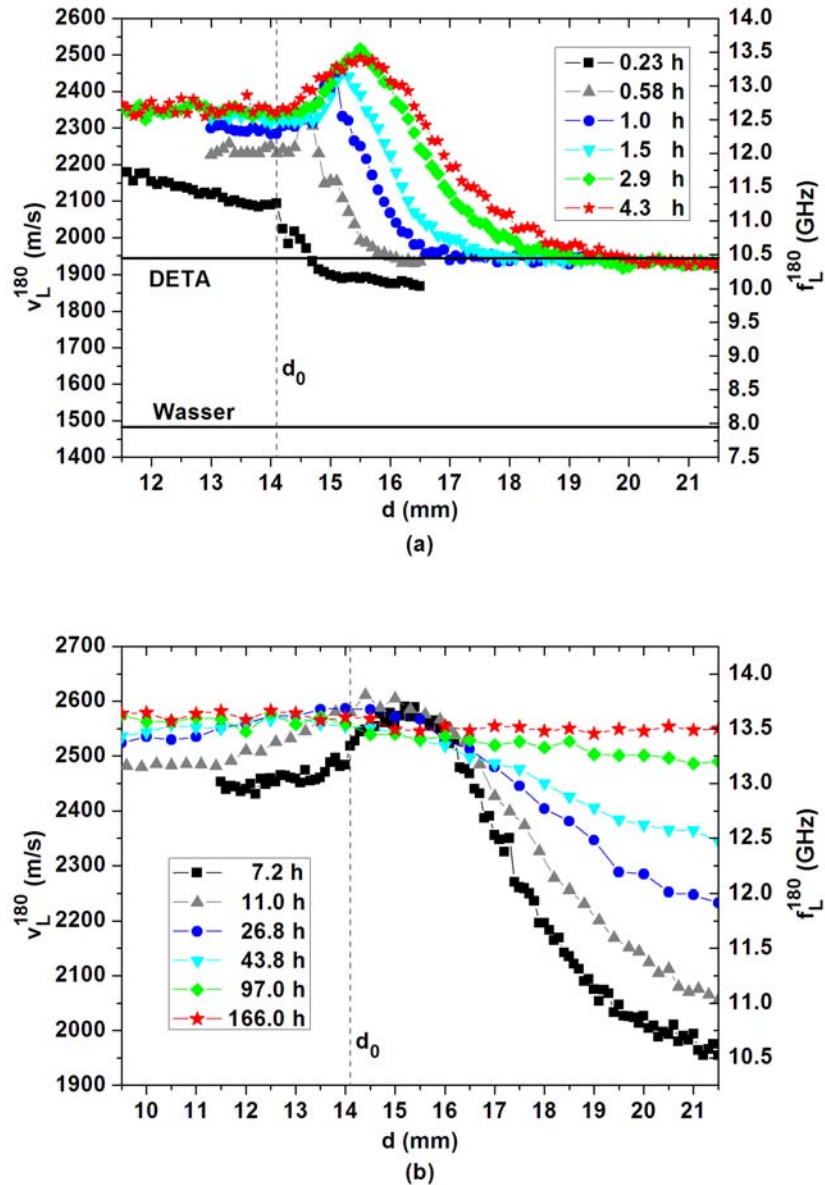 2600
2500
2400
2300
2200
2100
2000
1900
1800
1700
1600
1500
1400
v_L^180 (m/s)
14.0
13.5
13.0
12.5
12.0
11.5
11.0
10.5
10.0
9.5
9.0
8.5
8.0
7.5
f_L^180 (GHz)
0.23 h
0.58 h
1.0 h
1.5 h
2.9 h
4.3 h
DETA
d_0
Wasser
12 13 14 15 16 17 18 19 20 21
d (mm)
(a)
2700
2600
2500
2400
2300
2200
2100
2000
1900
v_L^180 (m/s)
14.0
13.5
13.0
12.5
12.0
11.5
11.0
10.5
f_L^180 (GHz)
7.2 h
11.0 h
26.8 h
43.8 h
97.0 h
166.0 h
d_0
10 11 12 13 14 15 16 17 18 19 20 21
d (mm)
(b)